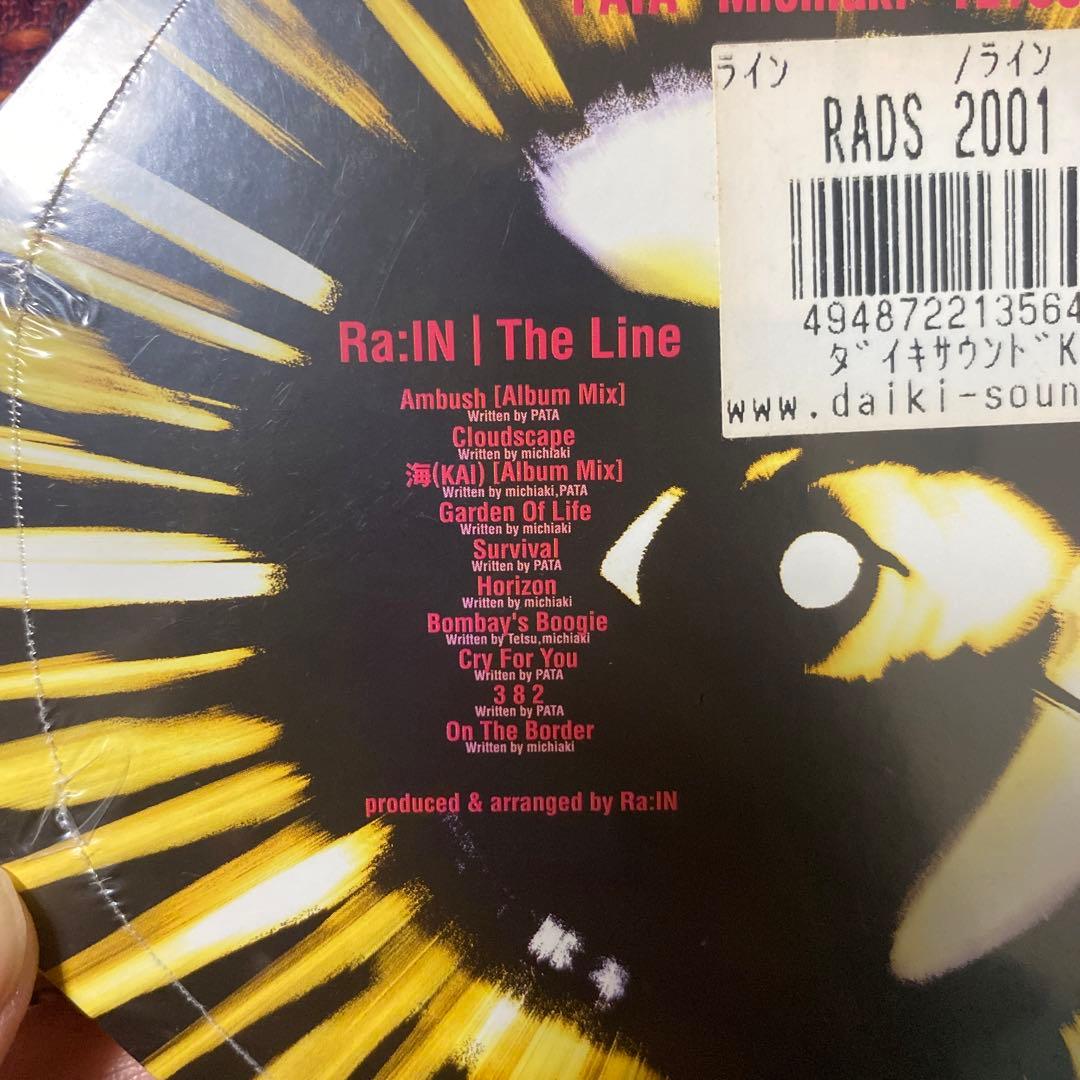 PATA Michiaki
ライン /ライン
RADS 2001
4948722213564
ダイキサウンドK
www.daiki-soun
Ra:IN | The Line
Ambush [Album Mix]
Written by PATA
Cloudscape
Written by michiaki
海(KAI) [Album Mix]
Written by michiaki,PATA
Garden Of Life
Written by michiaki
Survival
Written by PATA
Horizon
Written by michiaki
Bombay's Boogie
Written by Tetsu,michiaki
Cry For You
Written by PATA
3 8 2
Written by PATA
On The Border
Written by michiaki
produced & arranged by Ra:IN